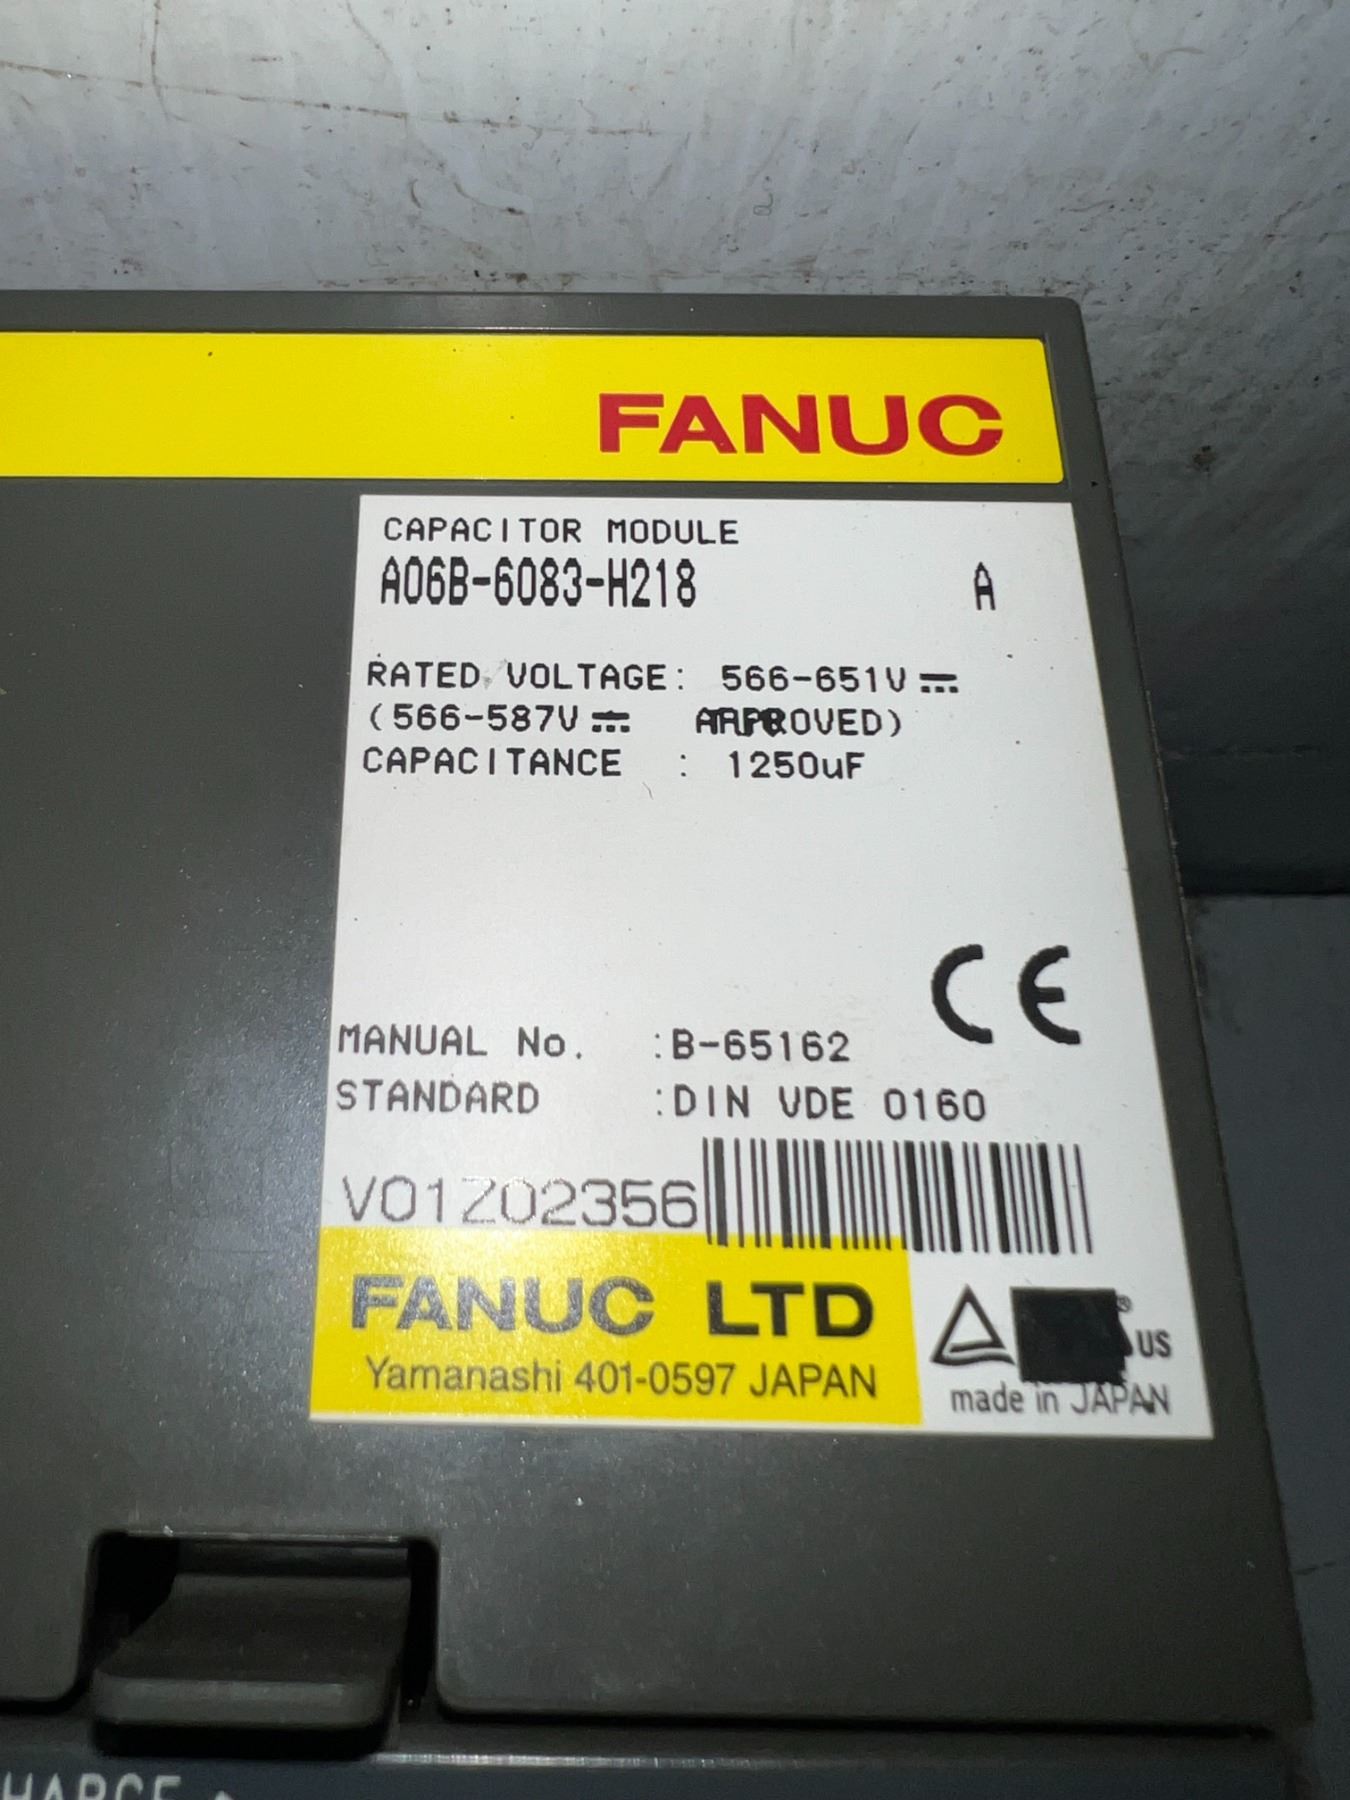 FANUC
CAPACITOR MODULE
A06B-6083-H218 A
RATED VOLTAGE: 566-651V
(566-587V APPROVED)
CAPACITANCE : 1250uF
CE
MANUAL No. :B-65162
STANDARD :DIN VDE 0160
V01Z02356
FANUC LTD
Yamanashi 401-0597 JAPAN
® US
made in JAPAN